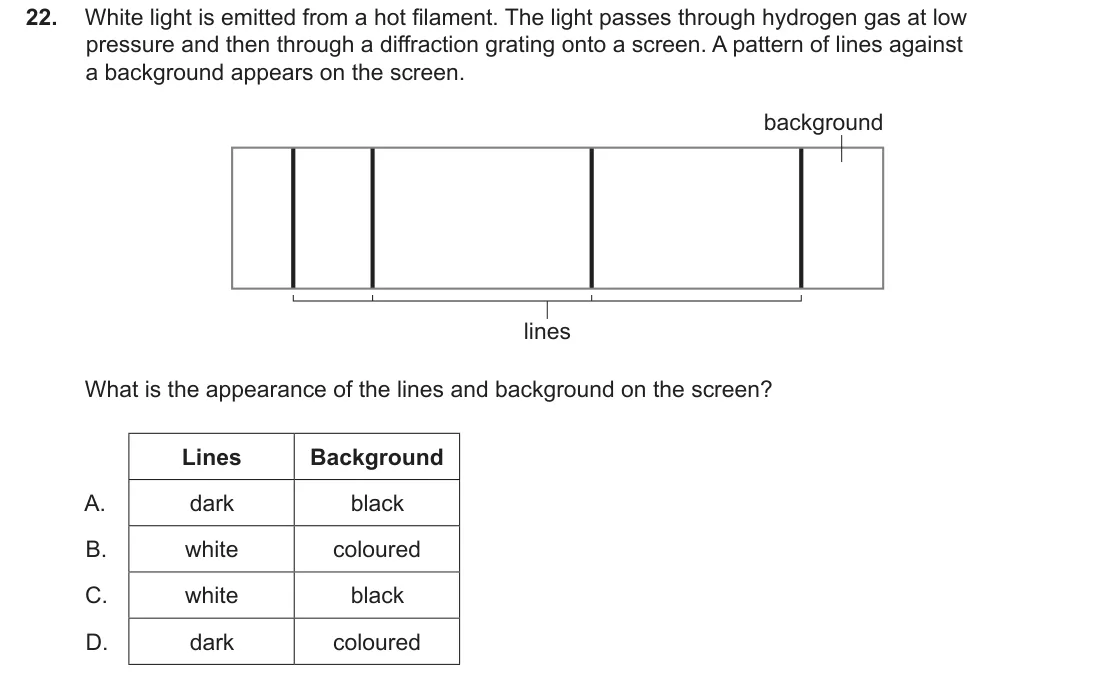 22. White light is emitted from a hot filament. The light passes through hydrogen gas at low
pressure and then through a diffraction grating onto a screen. A pattern of lines against
a background appears on the screen.
background
lines
What is the appearance of the lines and background on the screen?
Lines Background
A. dark black
B. white coloured
C. white black
D. dark coloured